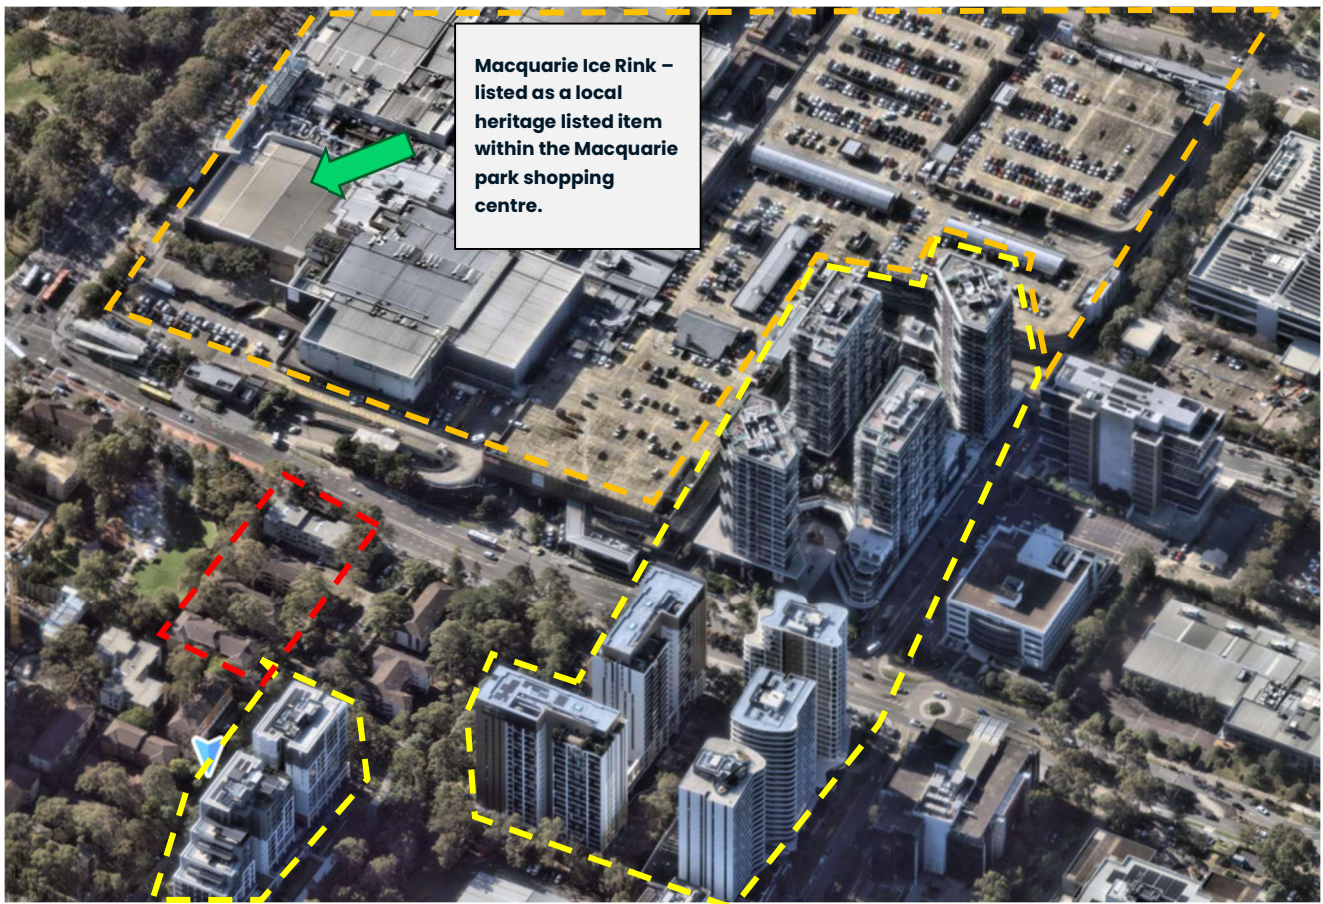 Macquarie Ice Rink –
listed as a local
heritage listed item
within the Macquarie
park shopping
centre.